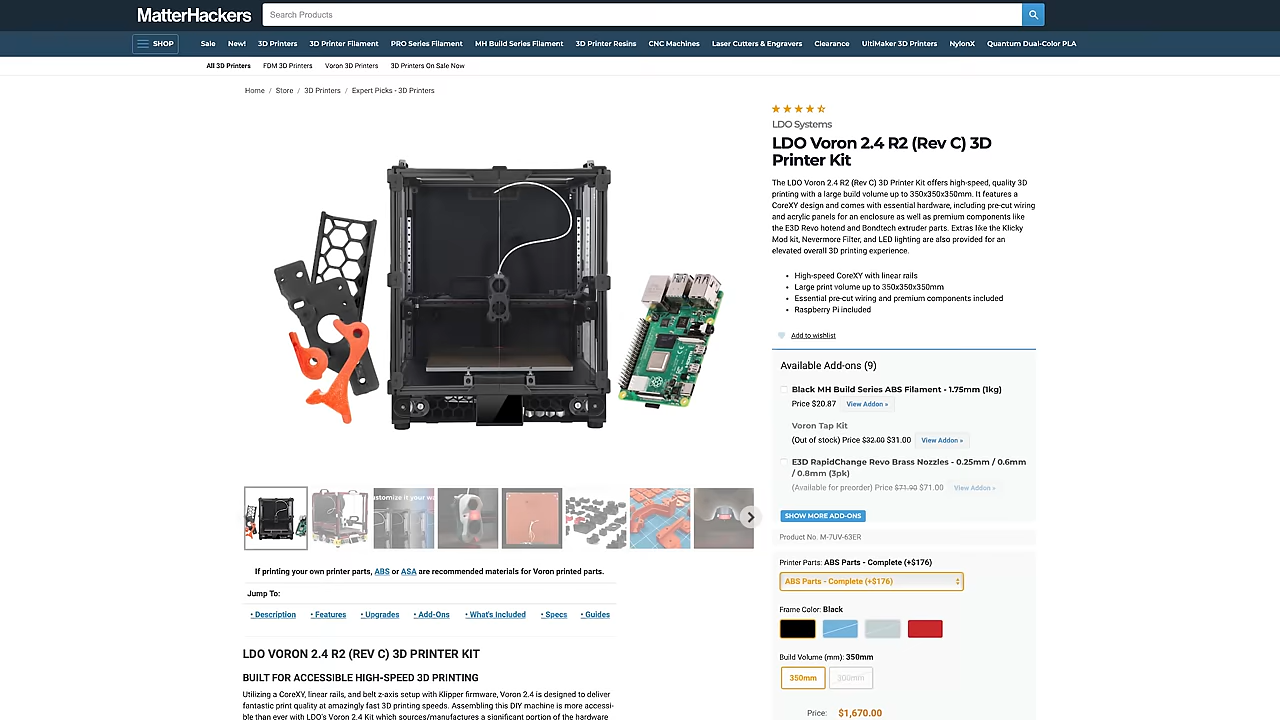 MatterHackers
Search Products
SHOP
Sale New! 3D Printers 3D Printer Filament PRO Series Filament MH Build Series Filament 3D Printer Resins CNC Machines Laser Cutters & Engravers Clearance UltiMaker 3D Printers NylonX Quantum Dual-Color PLA
All 3D Printers FDM 3D Printers Voron 3D Printers 3D Printers On Sale Now
Home / Store / 3D Printers / Expert Picks - 3D Printers
LDO Systems
LDO Voron 2.4 R2 (Rev C) 3D
Printer Kit
The LDO Voron 2.4 R2 (Rev C) 3D Printer Kit offers high-speed, quality 3D
printing with a large build volume up to 350x350x350mm. It features a
CoreXY design and comes with essential hardware, including pre-cut wiring
and acrylic panels for an enclosure as well as premium components like
the E3D Revo hotend and Bondtech extruder parts. Extras like the Klicky
Mod kit, Nevermore Filter, and LED lighting are also provided for an
elevated overall 3D printing experience.
• High-speed CoreXY with linear rails
• Large print volume up to 350x350x350mm
• Essential pre-cut wiring and premium components included
• Raspberry Pi included
Add to wishlist
Available Add-ons (9)
Black MH Build Series ABS Filament - 1.75mm (1kg)
Price $20.87 View Addon »
Voron Tap Kit
(Out of stock) Price $32.00 $31.00 View Addon »
E3D RapidChange Revo Brass Nozzles - 0.25mm / 0.6mm
/ 0.8mm (3pk)
(Available for preorder) Price $71.90 $71.00 View Addon »
SHOW MORE ADD-ONS
Product No. M-7UV-63ER
Printer Parts: ABS Parts - Complete (+$176)
ABS Parts - Complete (+$176)
Frame Color: Black
Build Volume (mm): 350mm
350mm 300mm
Price: $1,670.00
If printing your own printer parts, ABS or ASA are recommended materials for Voron printed parts.
Jump To:
• Description • Features • Upgrades • Add-Ons • What's Included • Specs • Guides
LDO VORON 2.4 R2 (REV C) 3D PRINTER KIT
BUILT FOR ACCESSIBLE HIGH-SPEED 3D PRINTING
Utilizing a CoreXY, linear rails, and belt z-axis setup with Klipper firmware, Voron 2.4 is designed to deliver
fantastic print quality at amazingly fast 3D printing speeds. Assembling this DIY machine is more accessi-
ble than ever with LDO's Voron 2.4 Kit which sources/manufactures a significant portion of the hardware